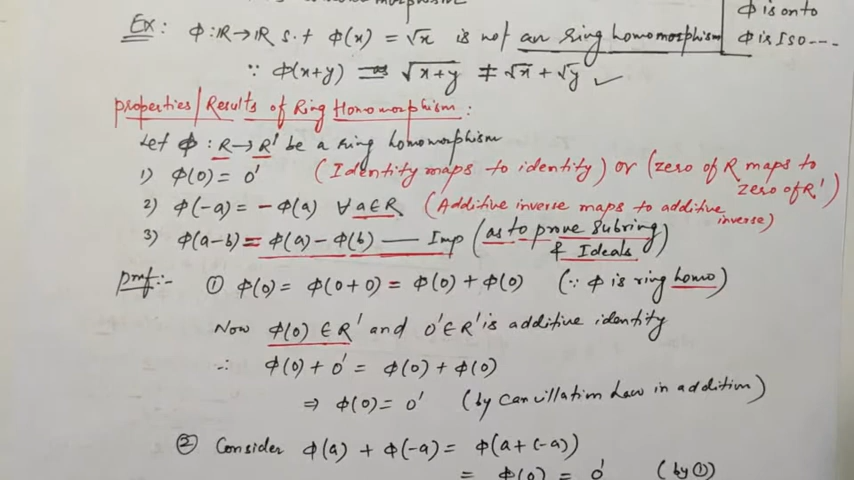 φ is onto
Ex: φ: R → R s.t φ(x) = √x is not an ring homomorphism
φ is Iso ----
∵ φ(x+y) = √x+y ≠ √x + √y ✓
properties/Results of Ring Homomorphism:
Let φ : R → R' be a ring homomorphism
1) φ(0) = 0' (Identity maps to identity) or (zero of R maps to zero of R')
2) φ(-a) = -φ(a) ∀ a ∈ R (Additive inverse maps to additive inverse)
3) φ(a-b) = φ(a) - φ(b) — Imp (as to prove Subring & Ideals)
proof:- ① φ(0) = φ(0+0) = φ(0) + φ(0) (∵ φ is ring homo)
Now φ(0) ∈ R' and 0' ∈ R' is additive identity
∴ φ(0) + 0' = φ(0) + φ(0)
⇒ φ(0) = 0' (by Cancillation Law in addition)
② Consider φ(a) + φ(-a) = φ(a+(-a))
= φ(0) = 0' (by ①)